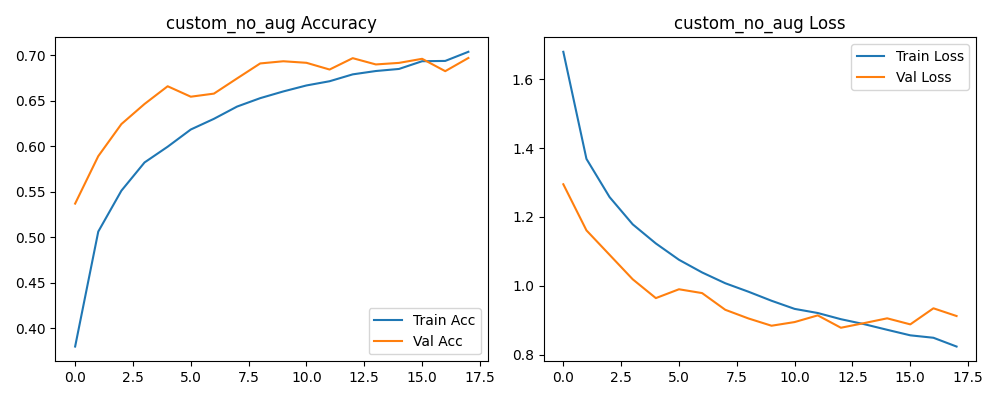 custom_no_aug Accuracy
0.70
0.65
0.60
0.55
0.50
0.45
0.40
Train Acc
Val Acc
0.0 2.5 5.0 7.5 10.0 12.5 15.0 17.5
custom_no_aug Loss
Train Loss
Val Loss
1.6
1.4
1.2
1.0
0.8
0.0 2.5 5.0 7.5 10.0 12.5 15.0 17.5